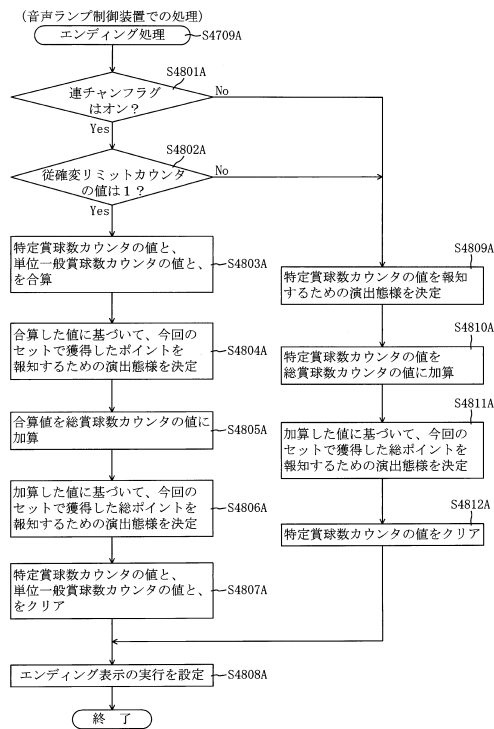 (音声ランプ制御装置での処理)
エンディング処理
S4709A
S4801A
連チャンフラグ
はオン?
No
Yes
S4802A
従確変リミットカウンタ
の値は1?
No
Yes
特定賞球数カウンタの値と、
単位一般賞球数カウンタの値と、
を合算
S4803A
合算した値に基づいて、今回の
セットで獲得したポイントを
報知するための演出態様を決定
S4804A
合算値を総賞球数カウンタの値に
加算
S4805A
加算した値に基づいて、今回の
セットで獲得した総ポイントを
報知するための演出態様を決定
S4806A
特定賞球数カウンタの値と、
単位一般賞球数カウンタの値と、
をクリア
S4807A
S4809A
特定賞球数カウンタの値を報知
するための演出態様を決定
S4810A
特定賞球数カウンタの値を
総賞球数カウンタの値に加算
S4811A
加算した値に基づいて、今回の
セットで獲得した総ポイントを
報知するための演出態様を決定
S4812A
特定賞球数カウンタの値をクリア
エンディング表示の実行を設定
S4808A
終 了